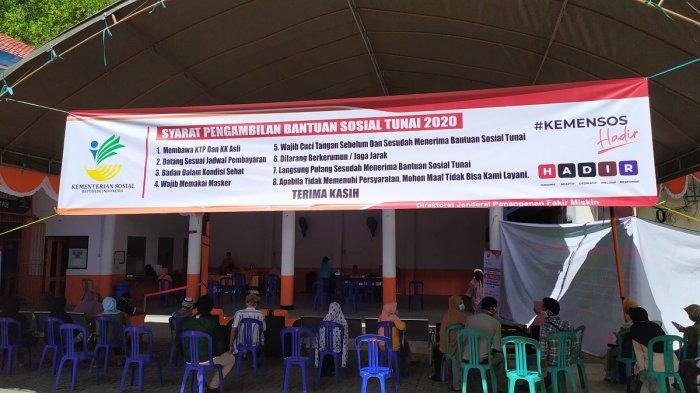 SYARAT PENGAMBILAN BANTUAN SOSIAL TUNAI 2020
1. Membawa KTP Dan KK Asli
2. Datang Sesuai Jadwal Pembayaran
3. Badan Dalam Kondisi Sehat
4. Wajib Memakai Masker
5. Wajib Cuci Tangan Sebelum Dan Sesudah Menerima Bantuan Sosial Tunai
6. Dilarang Berkerumun / Jaga Jarak
7. Langsung Pulang Sesudah Menerima Bantuan Sosial Tunai
8. Apabila Tidak Memenuhi Persyaratan, Mohon Maaf Tidak Bisa Kami Layani.
TERIMA KASIH
KEMENTERIAN SOSIAL
REPUBLIK INDONESIA
#KEMENSOS
Hadir
HADIR
Direktorat Jenderal Penanganan Fakir Miskin